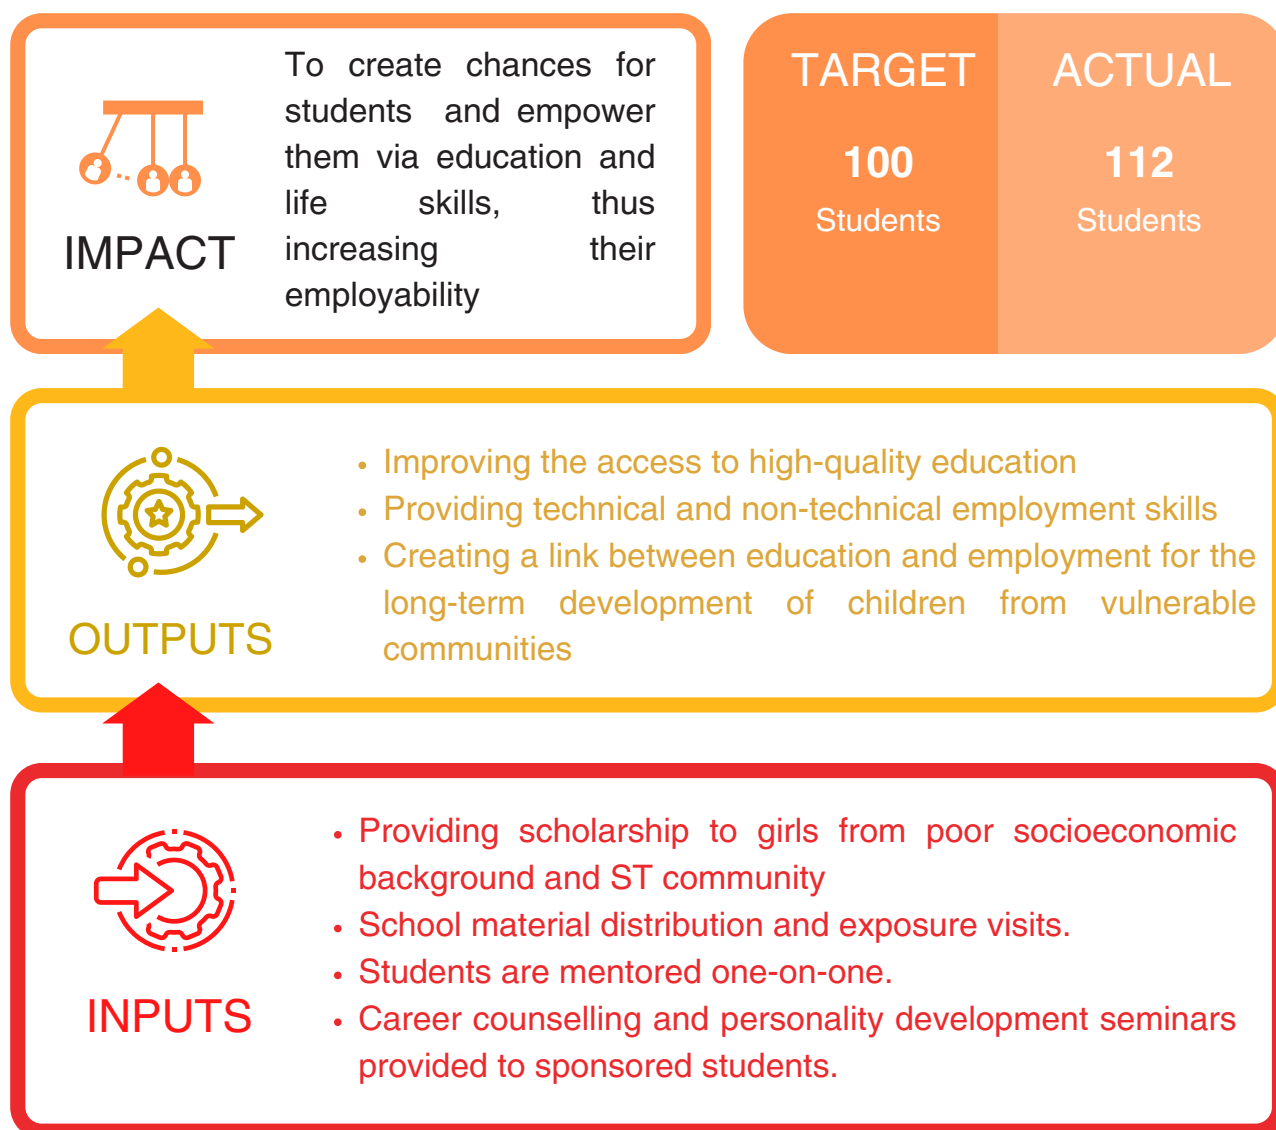 To create chances for
students and empower
them via education and
life skills, thus
increasing their
employability
IMPACT
TARGET
100
Students
ACTUAL
112
Students
• Improving the access to high-quality education
• Providing technical and non-technical employment skills
• Creating a link between education and employment for the
long-term development of children from vulnerable
communities
OUTPUTS
• Providing scholarship to girls from poor socioeconomic
background and ST community
• School material distribution and exposure visits.
• Students are mentored one-on-one.
• Career counselling and personality development seminars
provided to sponsored students.
INPUTS